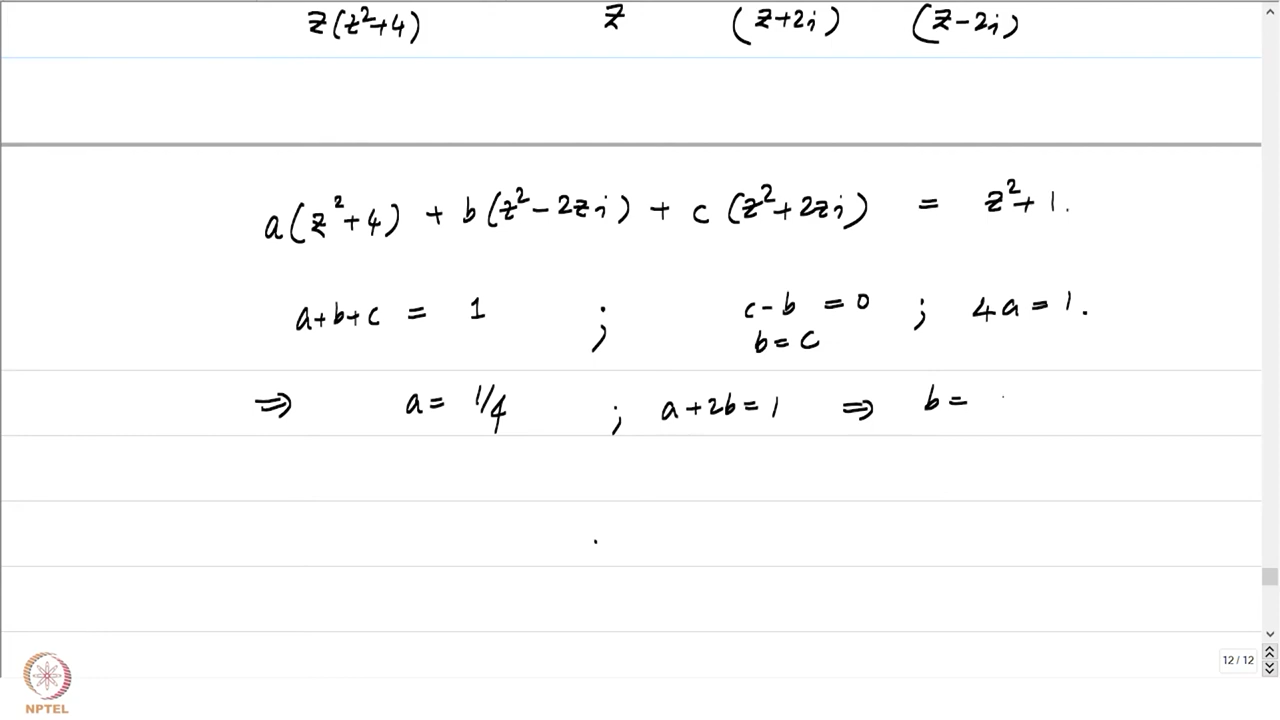 z(z²+4) z (z+2i) (z-2i)
a(z²+4) + b(z²-2zi) + c(z²+2zi) = z²+1.
a+b+c = 1 ; c-b = 0 ; 4a = 1.
b = c
⇒ a = 1/4 ; a+2b = 1 ⇒ b =
12 / 12
NPTEL